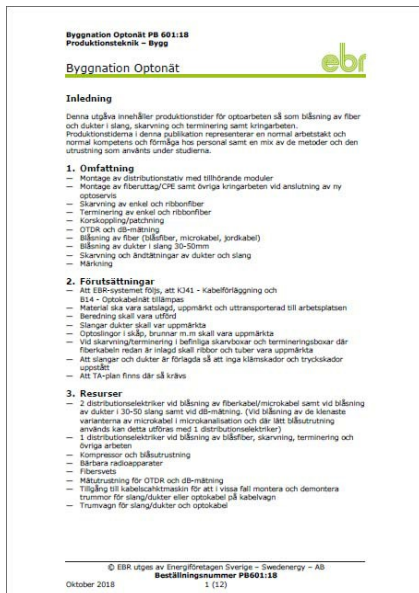 Byggnation Optonät PB 601:18
Produktionsteknik – Bygg
ebr
Byggnation Optonät
Inledning
Denna utgåva innehåller produktionstider för optoarbeten så som blåsning av fiber
och dukter i slang, skarvning och terminering samt kringarbeten.
Produktionstiderna i denna publikation representerar en normal arbetstakt och
normal kompetens och förmåga hos personal samt en mix av de metoder och den
utrustning som använts under studierna.
1. Omfattning
— Montage av distributionstativ med tillhörande moduler
— Montage av fiberuttag/CPE samt övriga kringarbeten vid anslutning av ny
optoservis
— Skarvning av enkel och ribbonfiber
— Terminering av enkel och ribbonfiber
— Korskoppling/patchning
— OTDR och dB-mätning
— Blåsning av fiber (blåsfiber, microkabel, jordkabel)
— Blåsning av dukter i slang 30-50mm
— Skarvning och ändtätningar av dukter och slang
— Märkning
2. Förutsättningar
— Att EBR-systemet följs, att KJ41 - Kabelförläggning och
B14 - Optokabelnät tillämpas
— Material ska vara satslagd, uppmärkt och uttransporterad till arbetsplatsen
— Beredning skall vara utförd
— Slangar dukter skall var uppmärkta
— Optoslingor i skåp, brunnar m.m skall vara uppmärkta
— Vid skarvning/terminering i befinliga skarvboxar och termineringsboxar där
fiberkabeln redan är inlagd skall ribbor och tuber vara uppmärkta
— Att slangar och dukter är förlagda så att inga klämskador och tryckskador
uppstått
— Att TA-plan finns där så krävs
3. Resurser
— 2 distributionselektriker vid blåsning av fiberkabel/microkabel samt vid blåsning
av dukter i 30-50 slang samt vid dB-mätning. (Vid blåsning av de klenaste
varianterna av microkabel i mikrokanalisation och där lätt blåsutrutning
används kan detta utföras med 1 distributionselektriker)
— 1 distributionselektriker vid blåsning av blåsfiber, skarvning, terminering och
övriga arbeten
— Kompressor och blåsutrustning
— Bärbara radioapparater
— Fibersvets
— Mätutrustning för OTDR och dB-mätning
— Tillgång till kabelscahktmaskin för att i vissa fall montera och demontera
trummor för slang/dukter eller optokabel på kabelvagn
— Trumvagn för slang/dukter och optokabel
© EBR utges av Energiföretagen Sverige – Swedenergy – AB
Beställningsnummer PB601:18
Oktober 2018 1 (12)